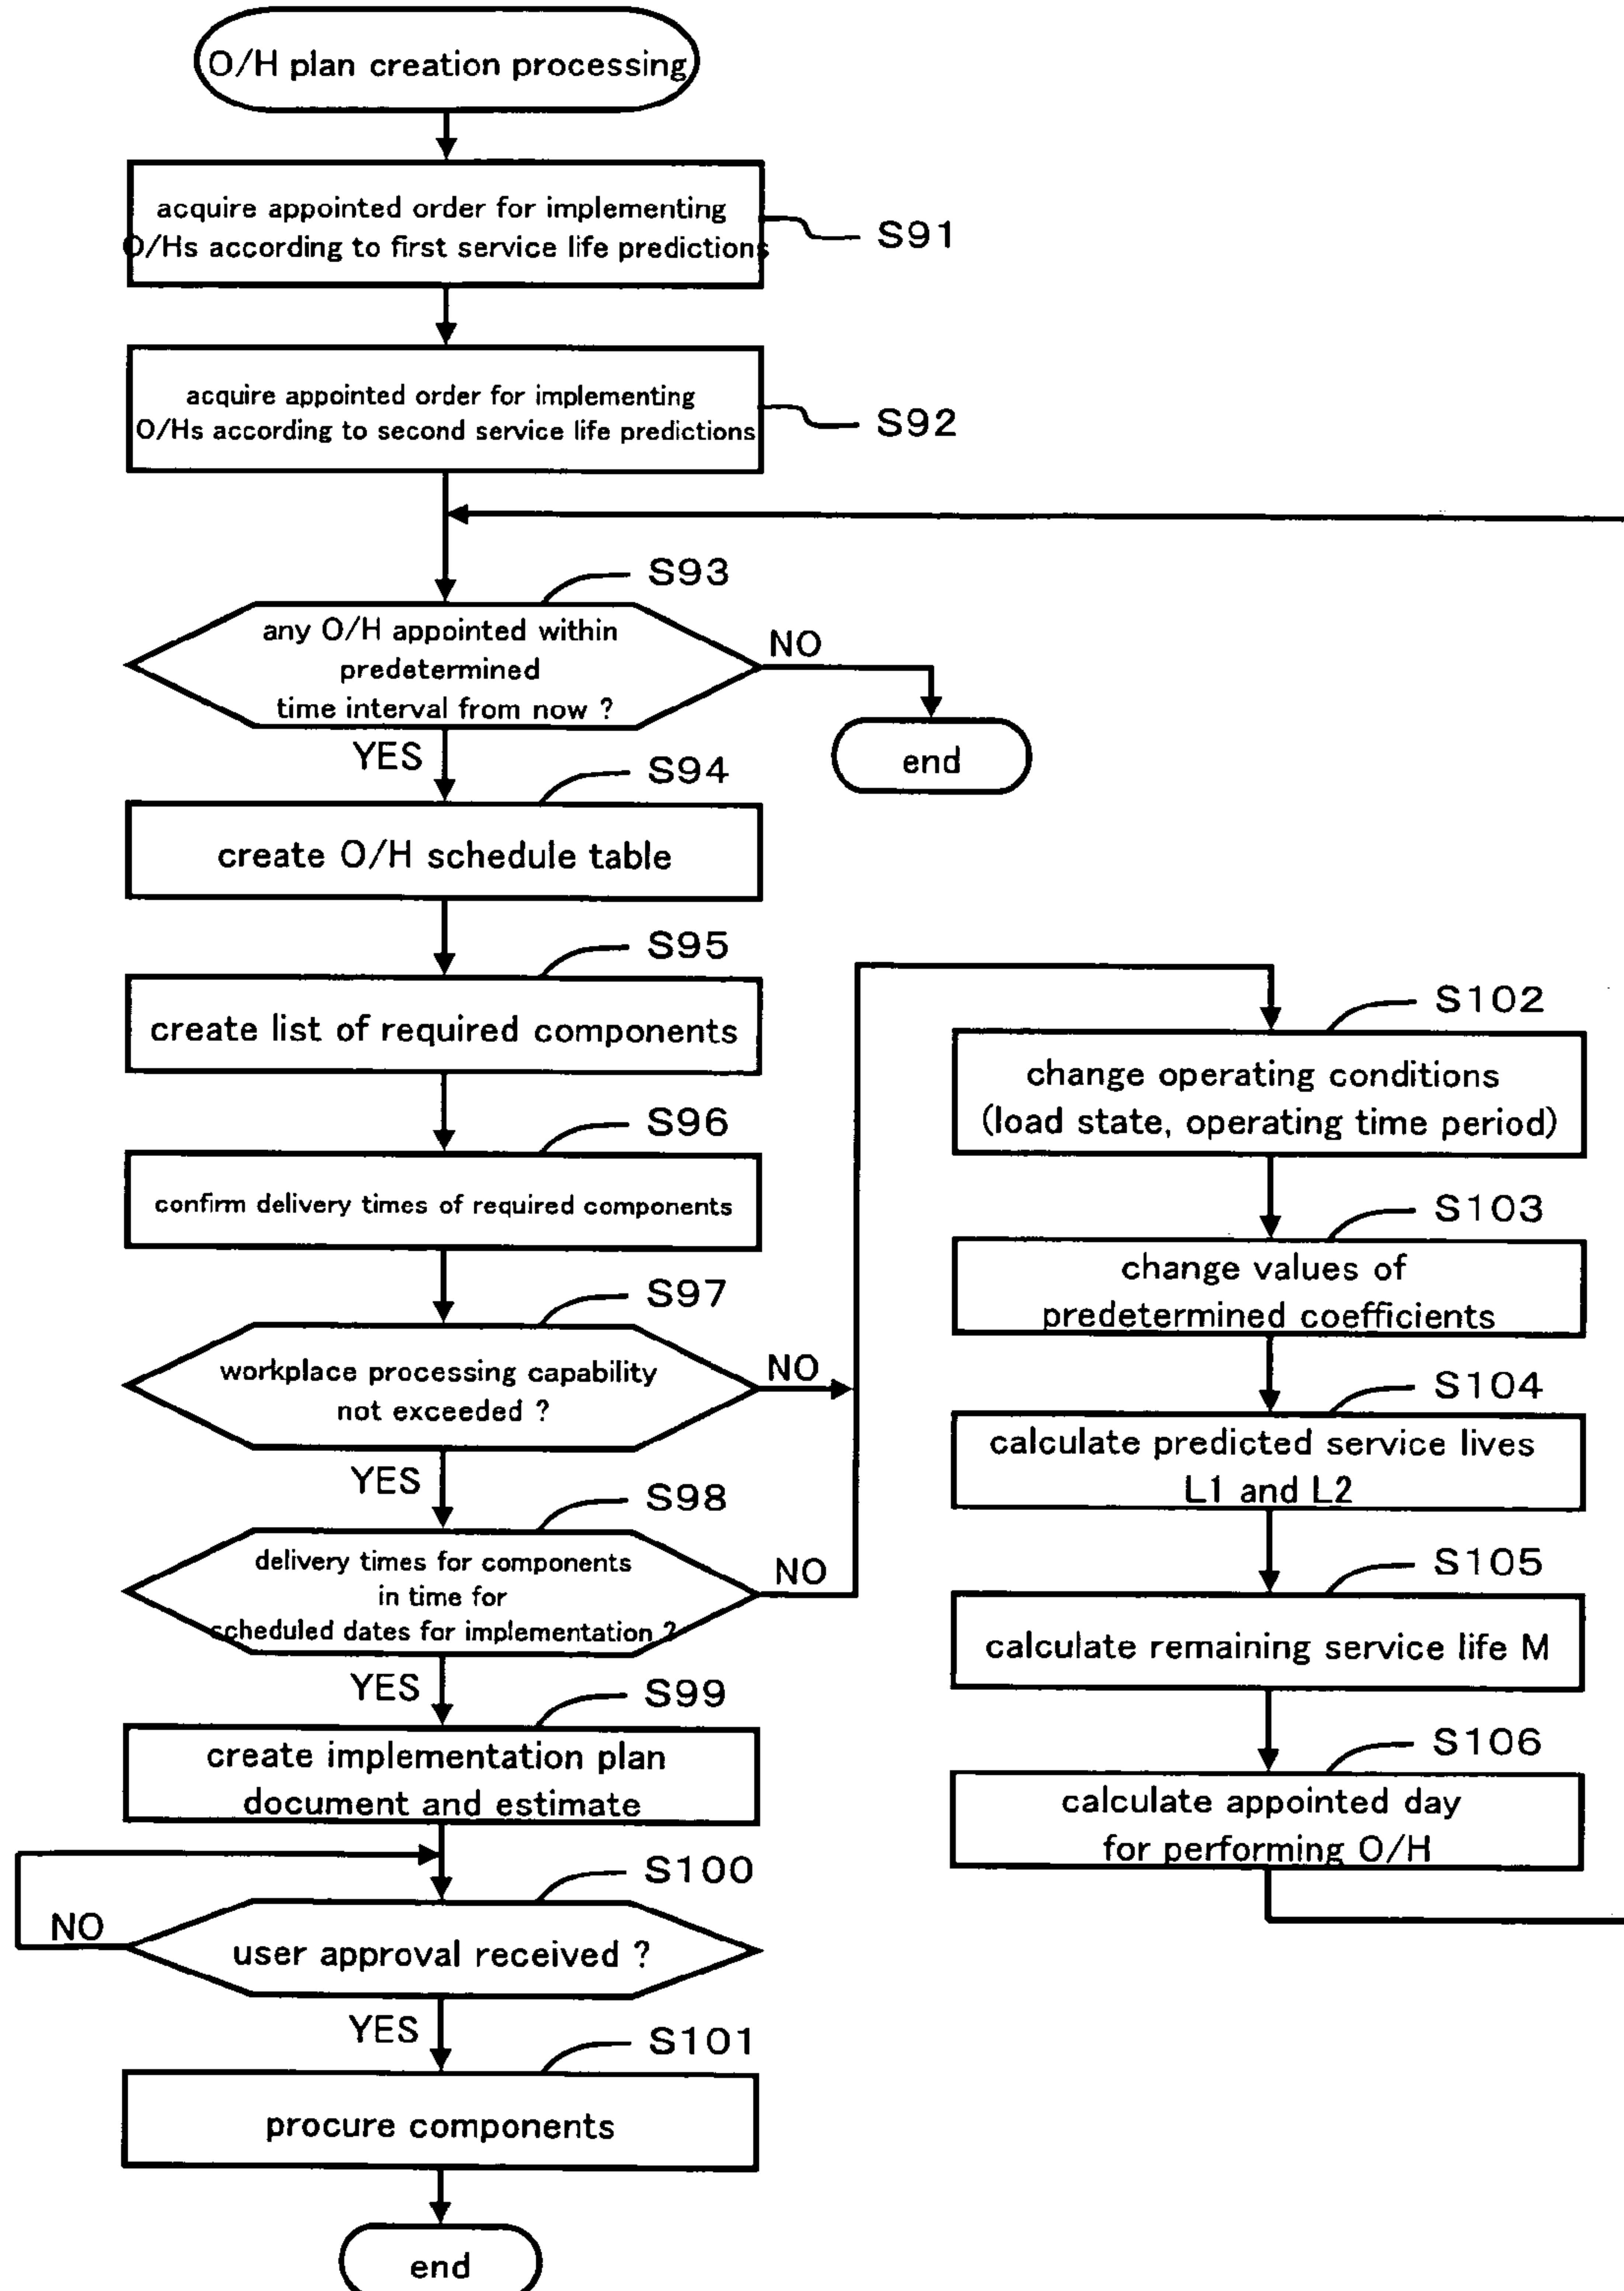 O/H plan creation processing
acquire appointed order for implementing
O/Hs according to first service life predictions
S91
acquire appointed order for implementing
O/Hs according to second service life predictions
S92
S93
any O/H appointed within
predetermined
time interval from now ?
NO
end
YES
S94
create O/H schedule table
S95
create list of required components
S96
confirm delivery times of required components
S97
workplace processing capability
not exceeded ?
NO
YES
S98
delivery times for components
in time for
scheduled dates for implementation ?
NO
YES
S99
create implementation plan
document and estimate
S100
NO
user approval received ?
YES
S101
procure components
end
S102
change operating conditions
(load state, operating time period)
S103
change values of
predetermined coefficients
S104
calculate predicted service lives
L1 and L2
S105
calculate remaining service life M
S106
calculate appointed day
for performing O/H